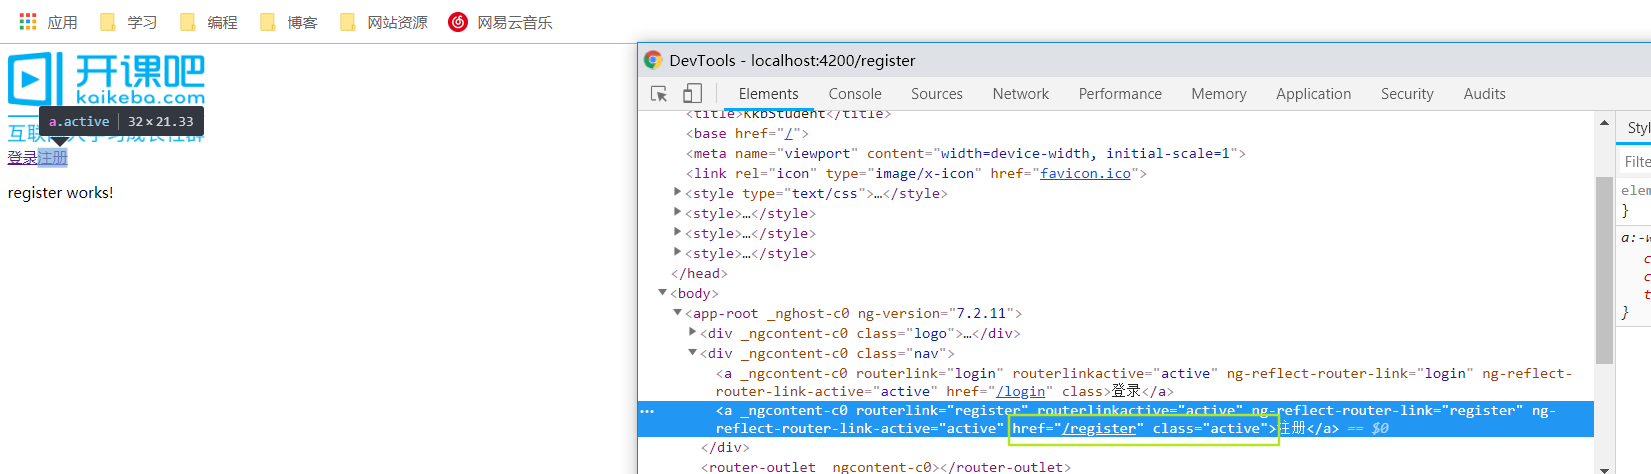 应用 学习 编程 博客 网站资源 网易云音乐
开课吧
kaikeba.com
a.active 32 × 21.33
登录注册
register works!
DevTools - localhost:4200/register
Elements Console Sources Network Performance Memory Application Security Audits
<title>KkbStudent</title>
<base href="/">
<meta name="viewport" content="width=device-width, initial-scale=1">
<link rel="icon" type="image/x-icon" href="favicon.ico">
<style type="text/css">…</style>
<style>…</style>
<style>…</style>
<style>…</style>
</head>
<body>
<app-root _nghost-c0 ng-version="7.2.11">
<div _ngcontent-c0 class="logo">…</div>
<div _ngcontent-c0 class="nav">
<a _ngcontent-c0 routerlink="login" routerlinkactive="active" ng-reflect-router-link="login" ng-reflect-
router-link-active="active" href="/login" class>登录</a>
<a _ngcontent-c0 routerlink="register" routerlinkactive="active" ng-reflect-router-link="register" ng-
reflect-router-link-active="active" href="/register" class="active">注册</a> == $0
</div>
<router-outlet _ngcontent-c0></router-outlet>
Styl
Filte
elem
}
a:-w
c
c
t
}